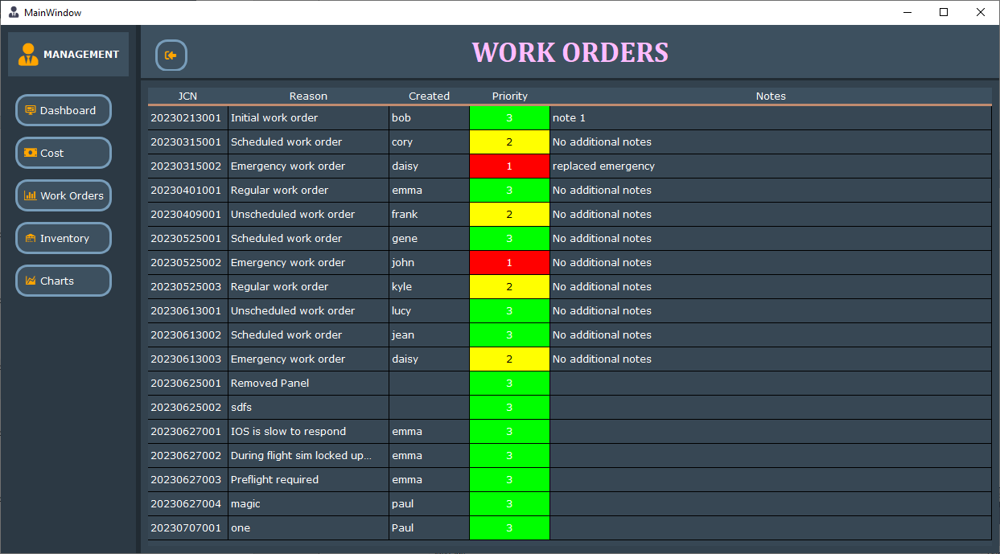 MainWindow
MANAGEMENT
WORK ORDERS
Dashboard
Cost
Work Orders
Inventory
Charts
JCN Reason Created Priority Notes
20230213001 Initial work order bob 3 note 1
20230315001 Scheduled work order cory 2 No additional notes
20230315002 Emergency work order daisy 1 replaced emergency
20230401001 Regular work order emma 3 No additional notes
20230409001 Unscheduled work order frank 2 No additional notes
20230525001 Scheduled work order gene 3 No additional notes
20230525002 Emergency work order john 1 No additional notes
20230525003 Regular work order kyle 2 No additional notes
20230613001 Unscheduled work order lucy 3 No additional notes
20230613002 Scheduled work order jean 3 No additional notes
20230613003 Emergency work order daisy 2 No additional notes
20230625001 Removed Panel 3
20230625002 sdfs 3
20230627001 IOS is slow to respond emma 3
20230627002 During flight sim locked up... emma 3
20230627003 Preflight required emma 3
20230627004 magic paul 3
20230707001 one Paul 3